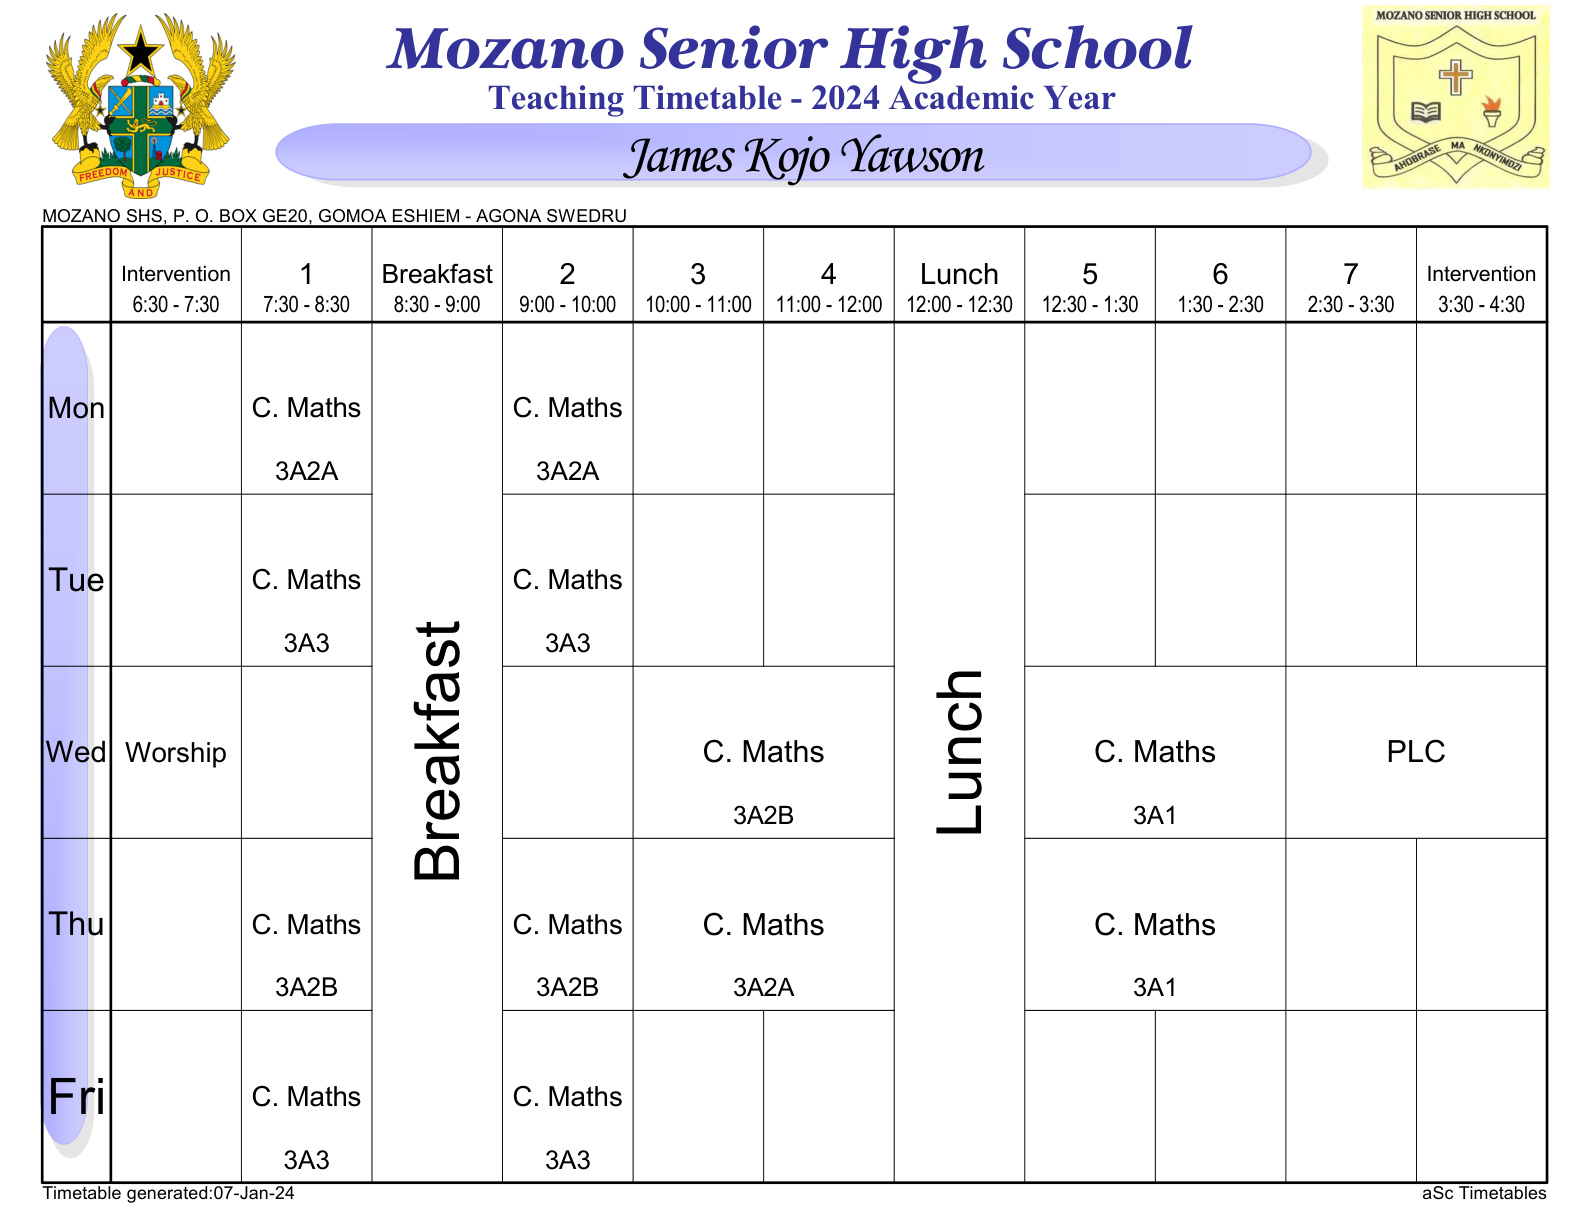 Mozano Senior High School
Teaching Timetable - 2024 Academic Year
James Kojo Yawson
FREEDOM AND JUSTICE
MOZANO SENIOR HIGH SCHOOL
AHOBRASE MA NKONYIMDZI
MOZANO SHS, P. O. BOX GE20, GOMOA ESHIEM - AGONA SWEDRU
Intervention 1 Breakfast 2 3 4 Lunch 5 6 7 Intervention
6:30 - 7:30 7:30 - 8:30 8:30 - 9:00 9:00 - 10:00 10:00 - 11:00 11:00 - 12:00 12:00 - 12:30 12:30 - 1:30 1:30 - 2:30 2:30 - 3:30 3:30 - 4:30
Mon C. Maths C. Maths
3A2A 3A2A
Tue C. Maths C. Maths
3A3 3A3
Breakfast
Lunch
Wed Worship C. Maths C. Maths PLC
3A2B 3A1
Thu C. Maths C. Maths C. Maths C. Maths
3A2B 3A2B 3A2A 3A1
Fri C. Maths C. Maths
3A3 3A3
Timetable generated:07-Jan-24 aSc Timetables